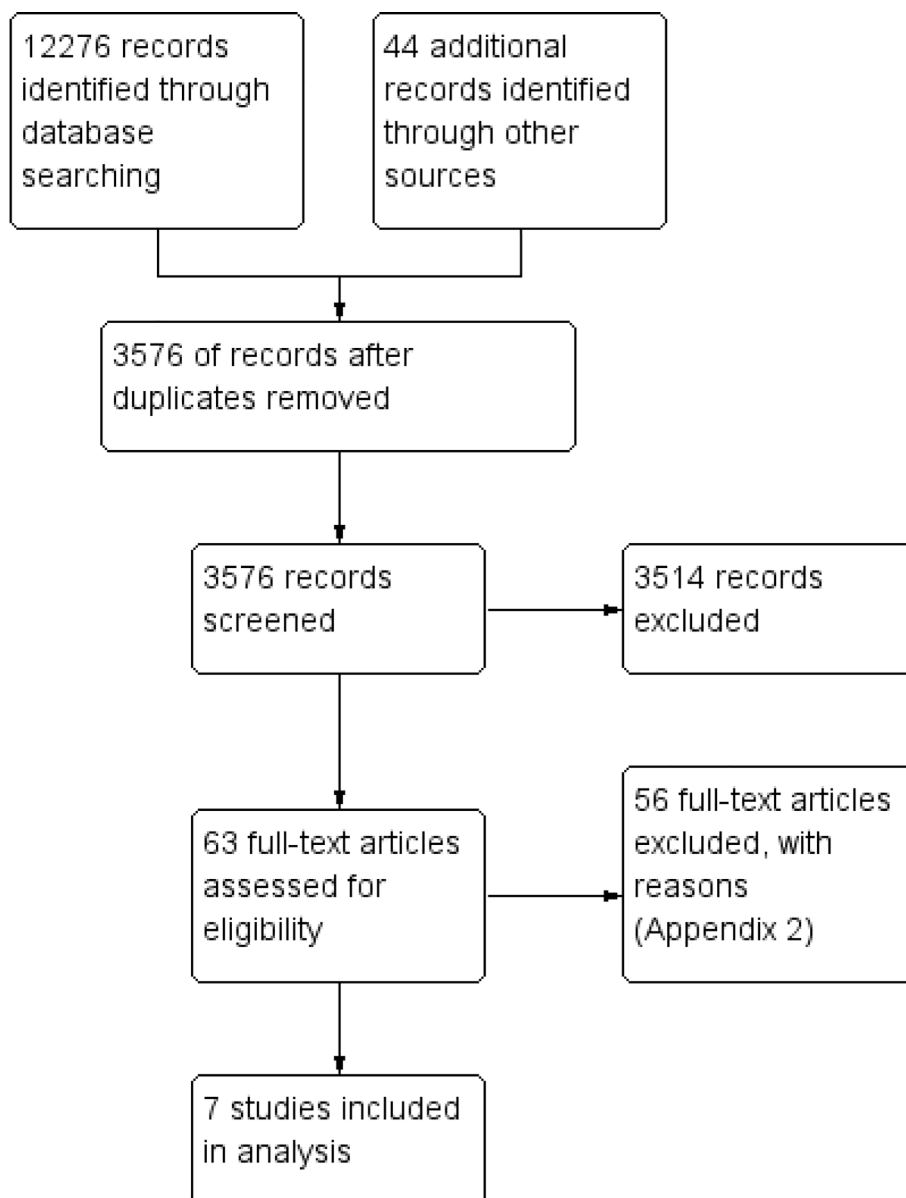 12276 records
identified through
database
searching
44 additional
records identified
through other
sources
3576 of records after
duplicates removed
3576 records
screened
3514 records
excluded
63 full-text articles
assessed for
eligibility
56 full-text articles
excluded, with
reasons
(Appendix 2)
7 studies included
in analysis